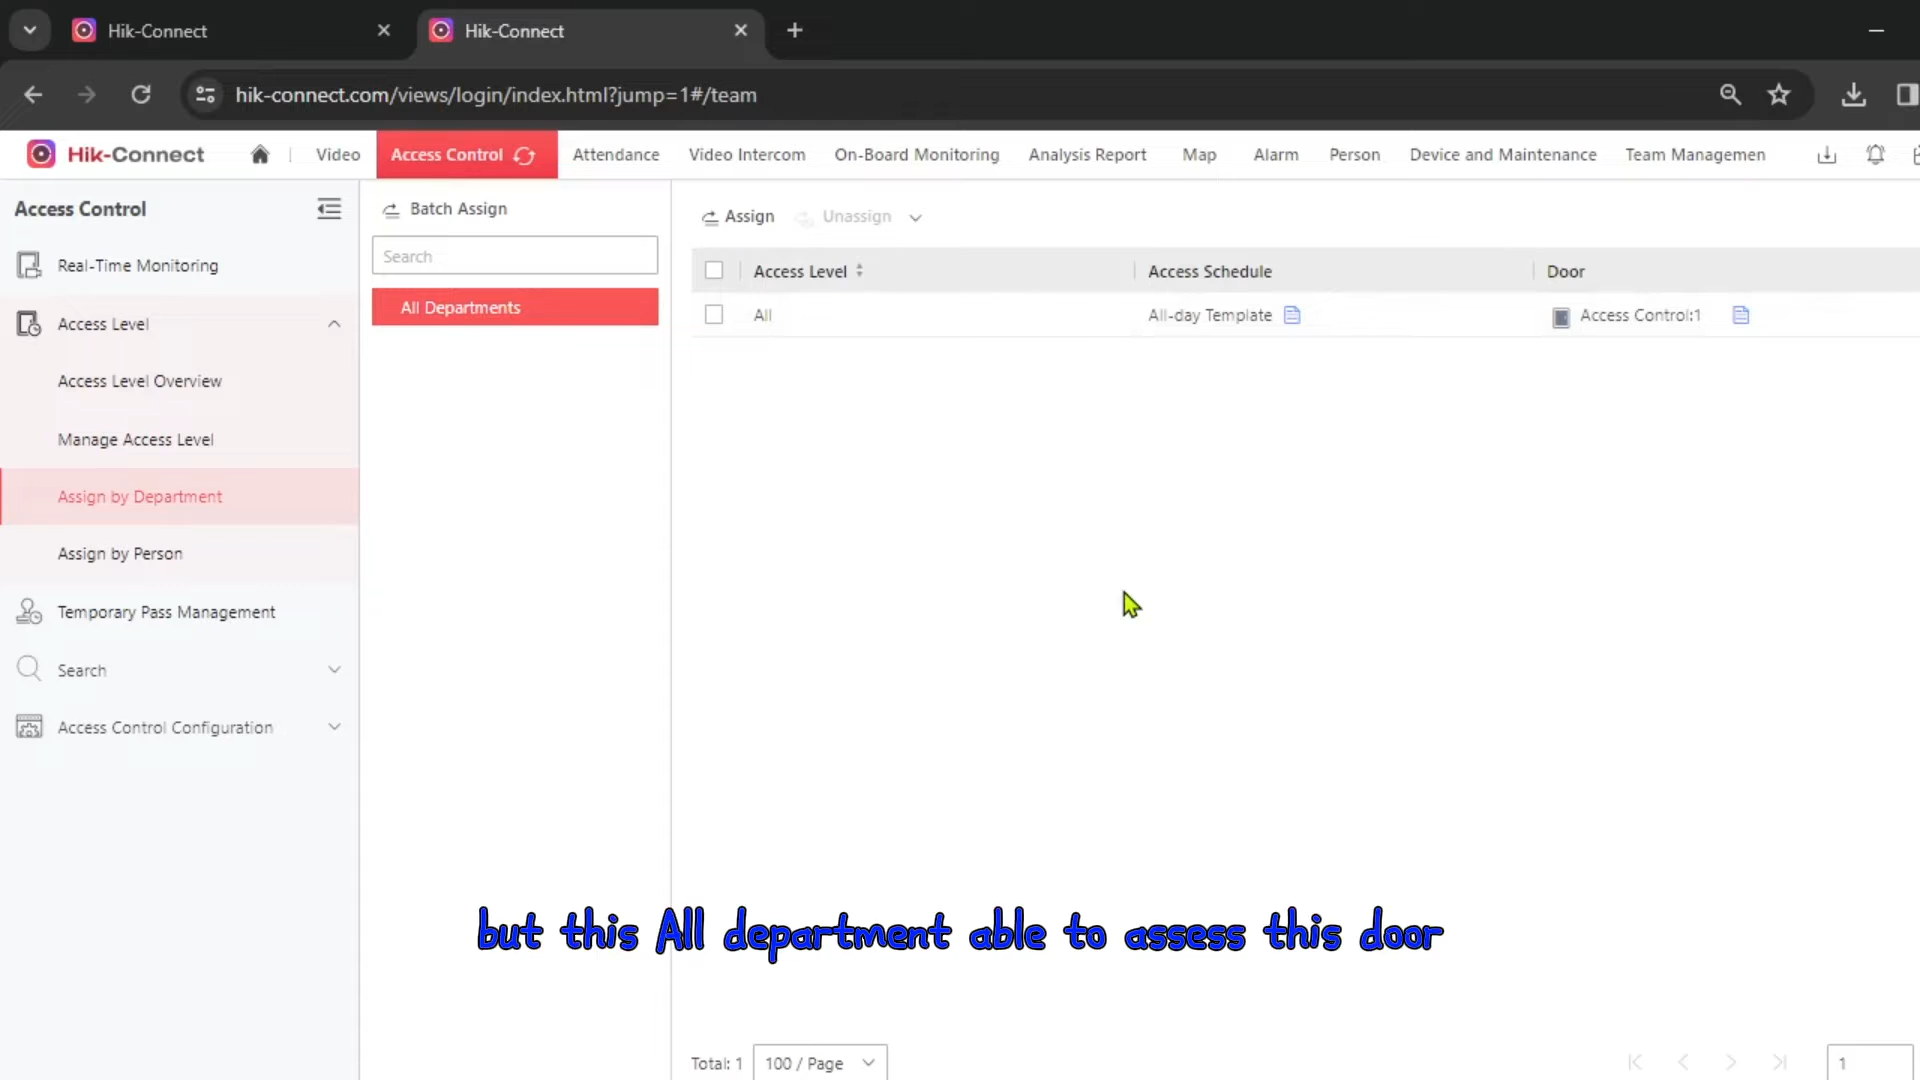 Hik-Connect
Hik-Connect
hik-connect.com/views/login/index.html?jump=1#/team
Hik-Connect
Video
Access Control
Attendance
Video Intercom
On-Board Monitoring
Analysis Report
Map
Alarm
Person
Device and Maintenance
Team Managemen
Access Control
Real-Time Monitoring
Access Level
Access Level Overview
Manage Access Level
Assign by Department
Assign by Person
Temporary Pass Management
Search
Access Control Configuration
Batch Assign
Search
All Departments
Assign
Unassign
Access Level
Access Schedule
Door
All
All-day Template
Access Control:1
but this All department able to assess this door
Total: 1
100 / Page
1